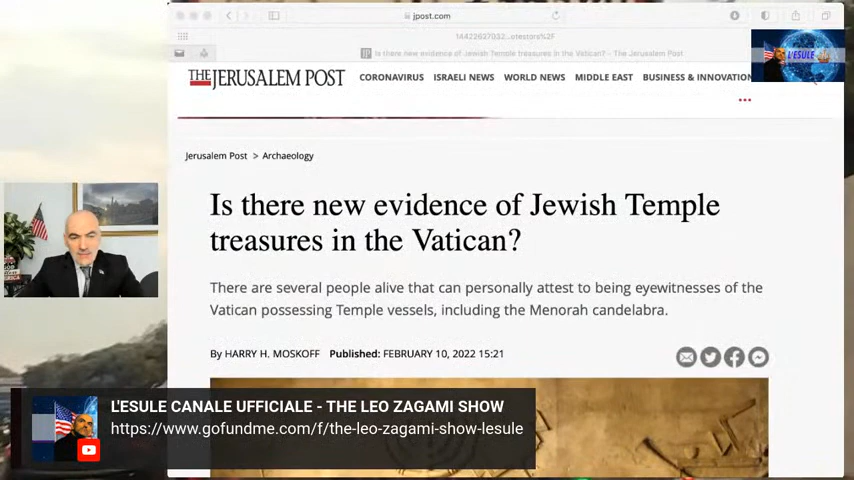 jpost.com
14422627032...otestors%2F
Is there new evidence of Jewish Temple treasures in the Vatican? – The Jerusalem Post
L'ESULE
THE JERUSALEM POST
CORONAVIRUS ISRAELI NEWS WORLD NEWS MIDDLE EAST BUSINESS & INNOVATION
Jerusalem Post > Archaeology
Is there new evidence of Jewish Temple
treasures in the Vatican?
There are several people alive that can personally attest to being eyewitnesses of the
Vatican possessing Temple vessels, including the Menorah candelabra.
By HARRY H. MOSKOFF Published: FEBRUARY 10, 2022 15:21
L'ESULE CANALE UFFICIALE - THE LEO ZAGAMI SHOW
https://www.gofundme.com/f/the-leo-zagami-show-lesule